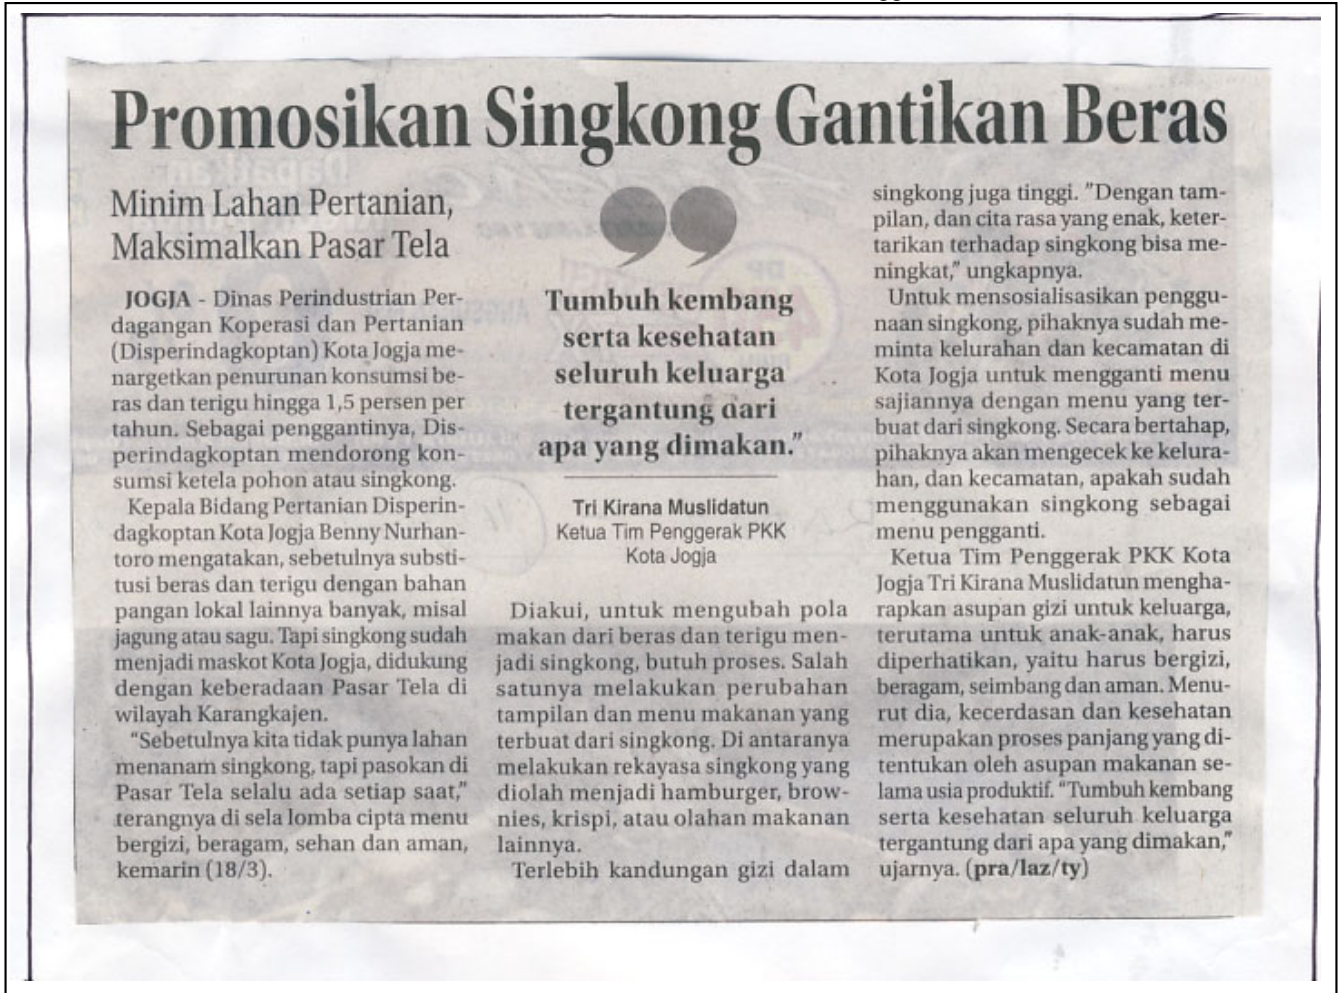 Promosikan Singkong Gantikan Beras
Minim Lahan Pertanian,
Maksimalkan Pasar Tela
JOGJA - Dinas Perindustrian Per-
dagangan Koperasi dan Pertanian
(Disperindagkoptan) Kota Jogja me-
nargetkan penurunan konsumsi be-
ras dan terigu hingga 1,5 persen per
tahun. Sebagai penggantinya, Dis-
perindagkoptan mendorong kon-
sumsi ketela pohon atau singkong.
Kepala Bidang Pertanian Disperin-
dagkoptan Kota Jogja Benny Nurhan-
toro mengatakan, sebetulnya substi-
tusi beras dan terigu dengan bahan
pangan lokal lainnya banyak, misal
jagung atau sagu. Tapi singkong sudah
menjadi maskot Kota Jogja, didukung
dengan keberadaan Pasar Tela di
wilayah Karangkajen.
"Sebetulnya kita tidak punya lahan
menanam singkong, tapi pasokan di
Pasar Tela selalu ada setiap saat,"
terangnya di sela lomba cipta menu
bergizi, beragam, sehan dan aman,
kemarin (18/3).
"
Tumbuh kembang
serta kesehatan
seluruh keluarga
tergantung dari
apa yang dimakan."
Tri Kirana Muslidatun
Ketua Tim Penggerak PKK
Kota Jogja
Diakui, untuk mengubah pola
makan dari beras dan terigu men-
jadi singkong, butuh proses. Salah
satunya melakukan perubahan
tampilan dan menu makanan yang
terbuat dari singkong. Di antaranya
melakukan rekayasa singkong yang
diolah menjadi hamburger, brow-
nies, krispi, atau olahan makanan
lainnya.
Terlebih kandungan gizi dalam
singkong juga tinggi. "Dengan tam-
pilan, dan cita rasa yang enak, keter-
tarikan terhadap singkong bisa me-
ningkat," ungkapnya.
Untuk mensosialisasikan penggu-
naan singkong, pihaknya sudah me-
minta kelurahan dan kecamatan di
Kota Jogja untuk mengganti menu
sajiannya dengan menu yang ter-
buat dari singkong. Secara bertahap,
pihaknya akan mengecek ke kelura-
han, dan kecamatan, apakah sudah
menggunakan singkong sebagai
menu pengganti.
Ketua Tim Penggerak PKK Kota
Jogja Tri Kirana Muslidatun mengha-
rapkan asupan gizi untuk keluarga,
terutama untuk anak-anak, harus
diperhatikan, yaitu harus bergizi,
beragam, seimbang dan aman. Menu-
rut dia, kecerdasan dan kesehatan
merupakan proses panjang yang di-
tentukan oleh asupan makanan se-
lama usia produktif. "Tumbuh kembang
serta kesehatan seluruh keluarga
tergantung dari apa yang dimakan,"
ujarnya. (pra/laz/ty)